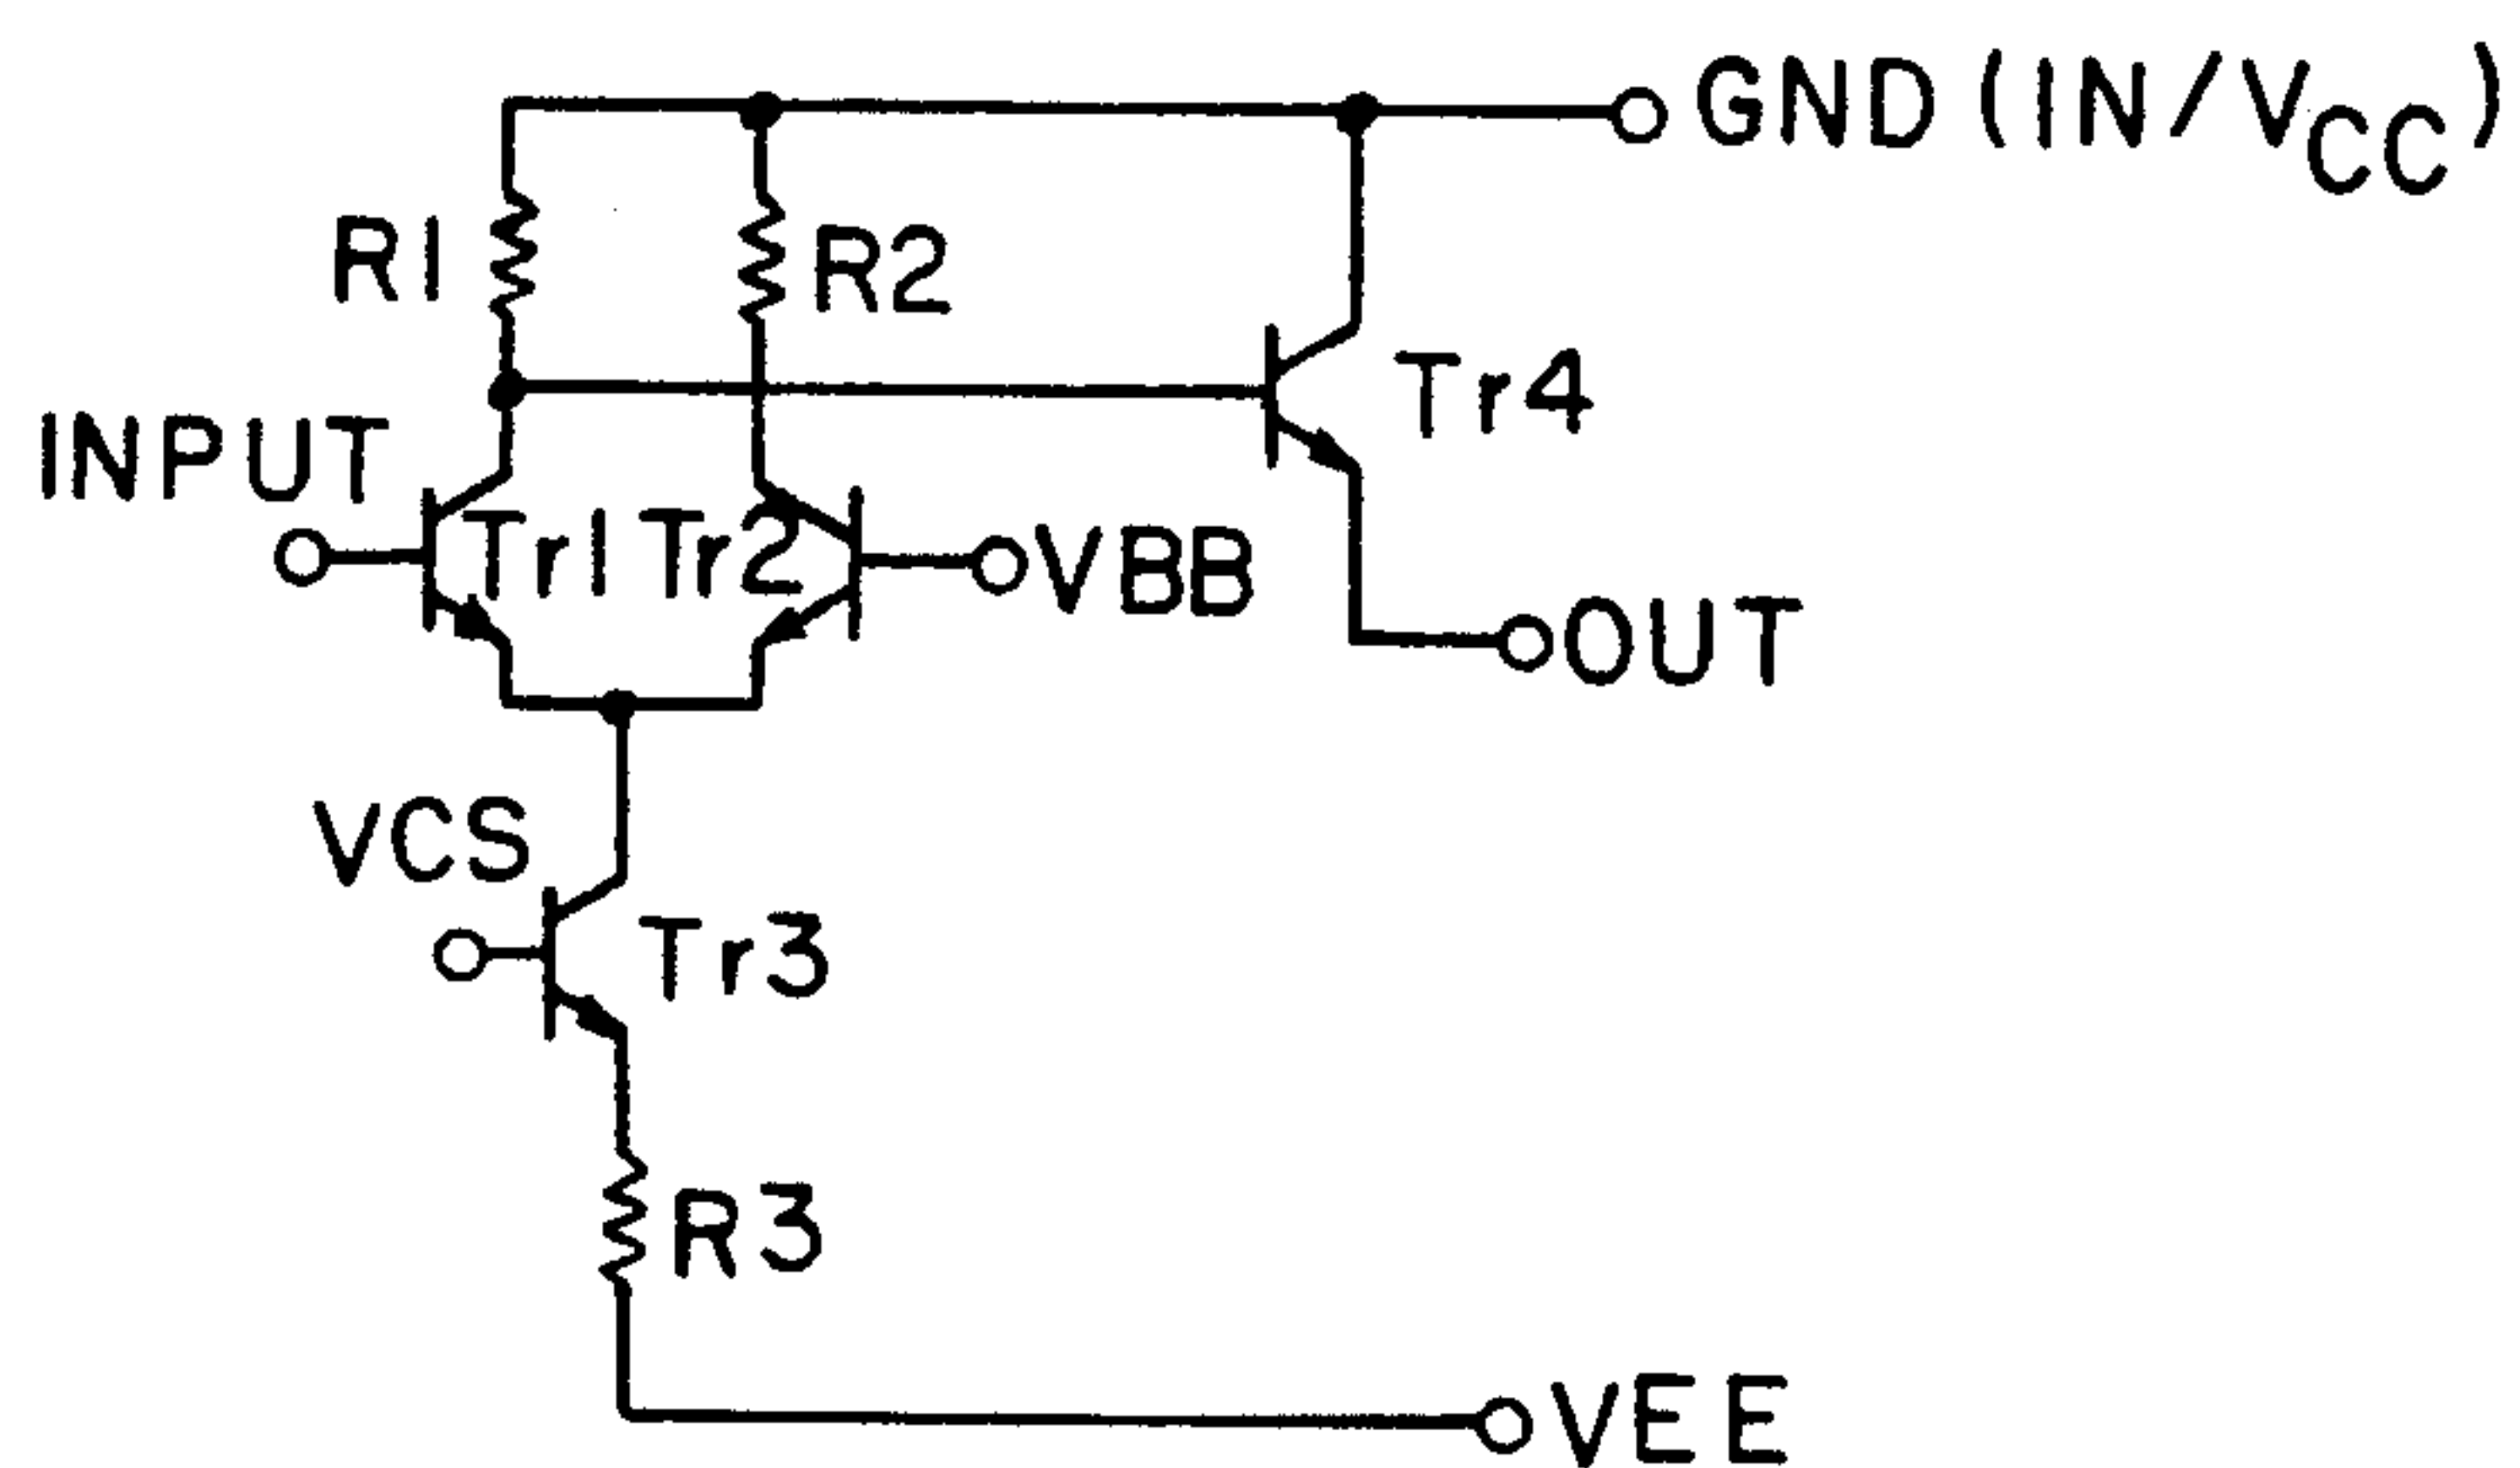 GND (IN/VCC)
R1
R2
Tr4
INPUT
Tr1
Tr2
VBB
OUT
VCS
Tr3
R3
VEE